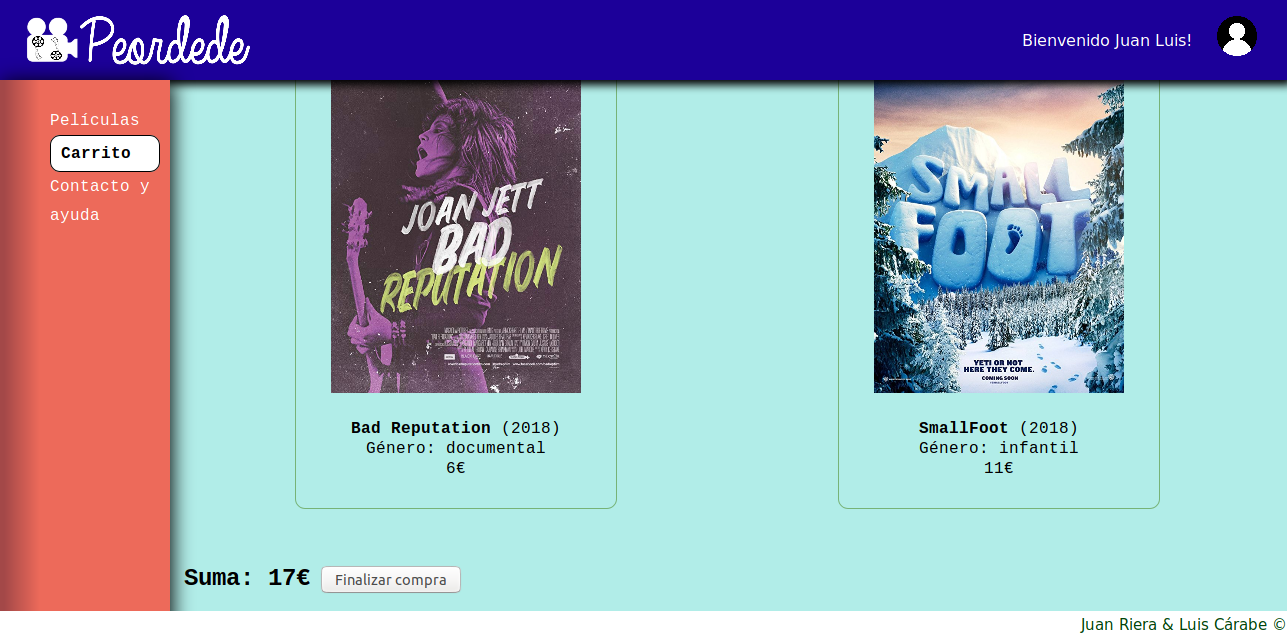 Peordede
Bienvenido Juan Luis!
Películas
Carrito
Contacto y
ayuda
JOAN JETT
BAD
REPUTATION
SMALL
FOOT
YETI OR NOT
HERE THEY COME.
COMING SOON
Bad Reputation (2018)
Género: documental
6€
SmallFoot (2018)
Género: infantil
11€
Suma: 17€
Finalizar compra
Juan Riera & Luis Cárabe ©